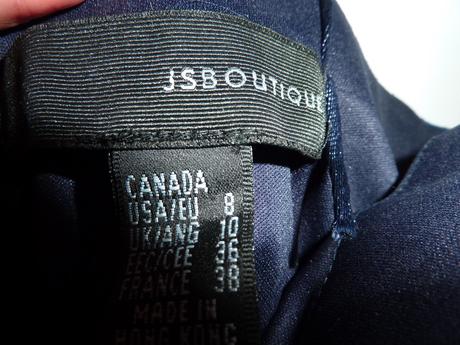 JSBOUTIQUE
CANADA
USA/EU 8
UK/ANG 10
EEC/CEE 36
FRANCE 38
MADE IN
HONG KONG